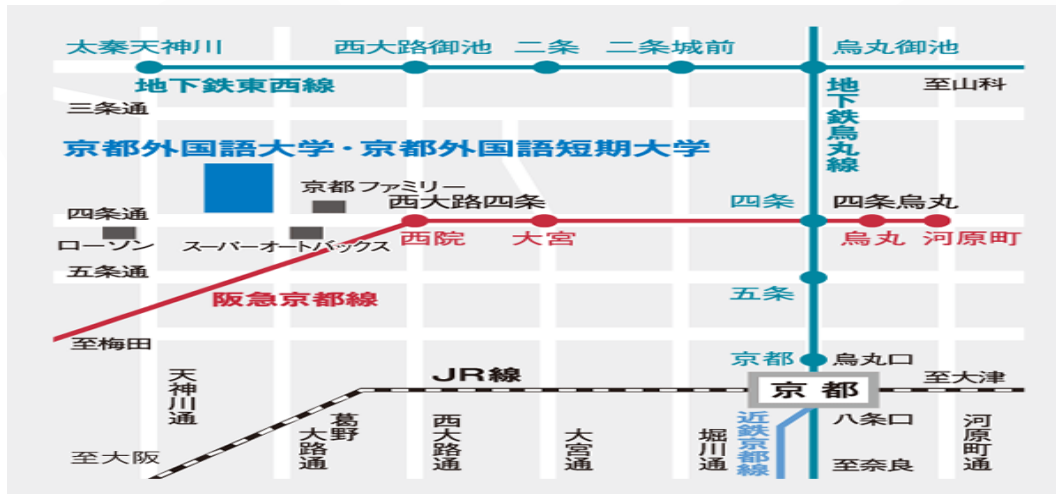 太秦天神川
西大路御池
二条
二条城前
烏丸御池
地下鉄東西線
至山科
三条通
地下鉄烏丸線
京都外国語大学・京都外国語短期大学
京都ファミリー
西大路四条
四条
四条烏丸
四条通
ローソン
スーパーオートバックス
西院
大宮
烏丸
河原町
五条通
阪急京都線
五条
至梅田
京都
烏丸口
JR線
京都
至大津
天神川通
葛野大路通
西大路通
大宮通
堀川通
近鉄京都線
八条口
河原町通
至大阪
至奈良